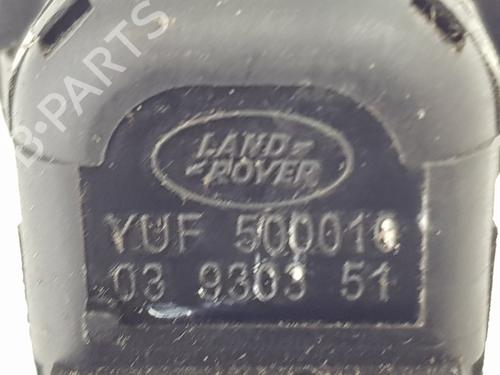 B-PARTS
LAND-
-ROVER
YUF 500010
03 9303 51